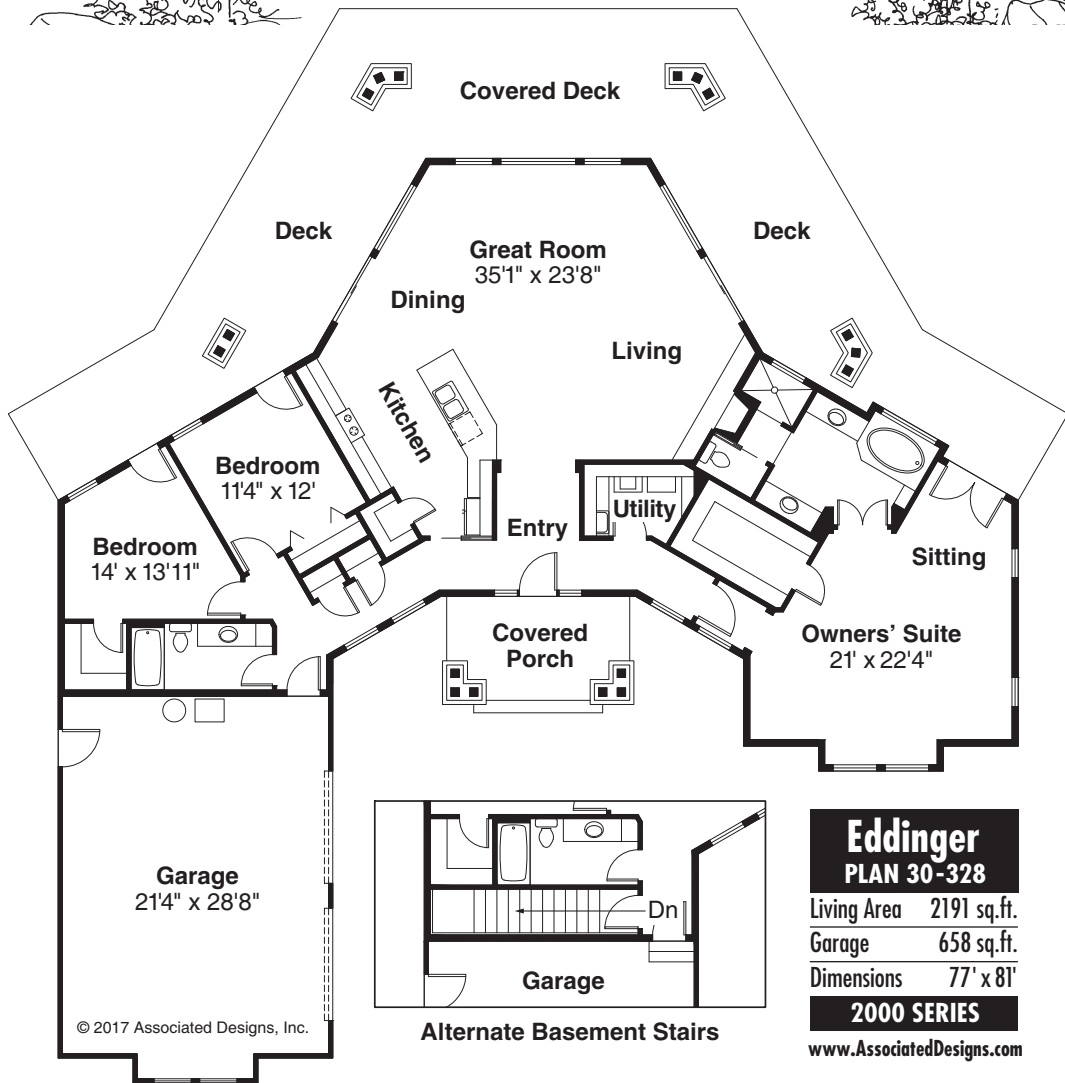 Covered Deck
Deck
Deck
Great Room
35'1" x 23'8"
Dining
Living
Kitchen
Bedroom
11'4" x 12'
Utility
Entry
Bedroom
14' x 13'11"
Sitting
Covered
Porch
Owners' Suite
21' x 22'4"
Garage
21'4" x 28'8"
© 2017 Associated Designs, Inc.
Dn
Garage
Alternate Basement Stairs
Eddinger
PLAN 30-328
Living Area 2191 sq.ft.
Garage 658 sq.ft.
Dimensions 77' x 81'
2000 SERIES
www.AssociatedDesigns.com